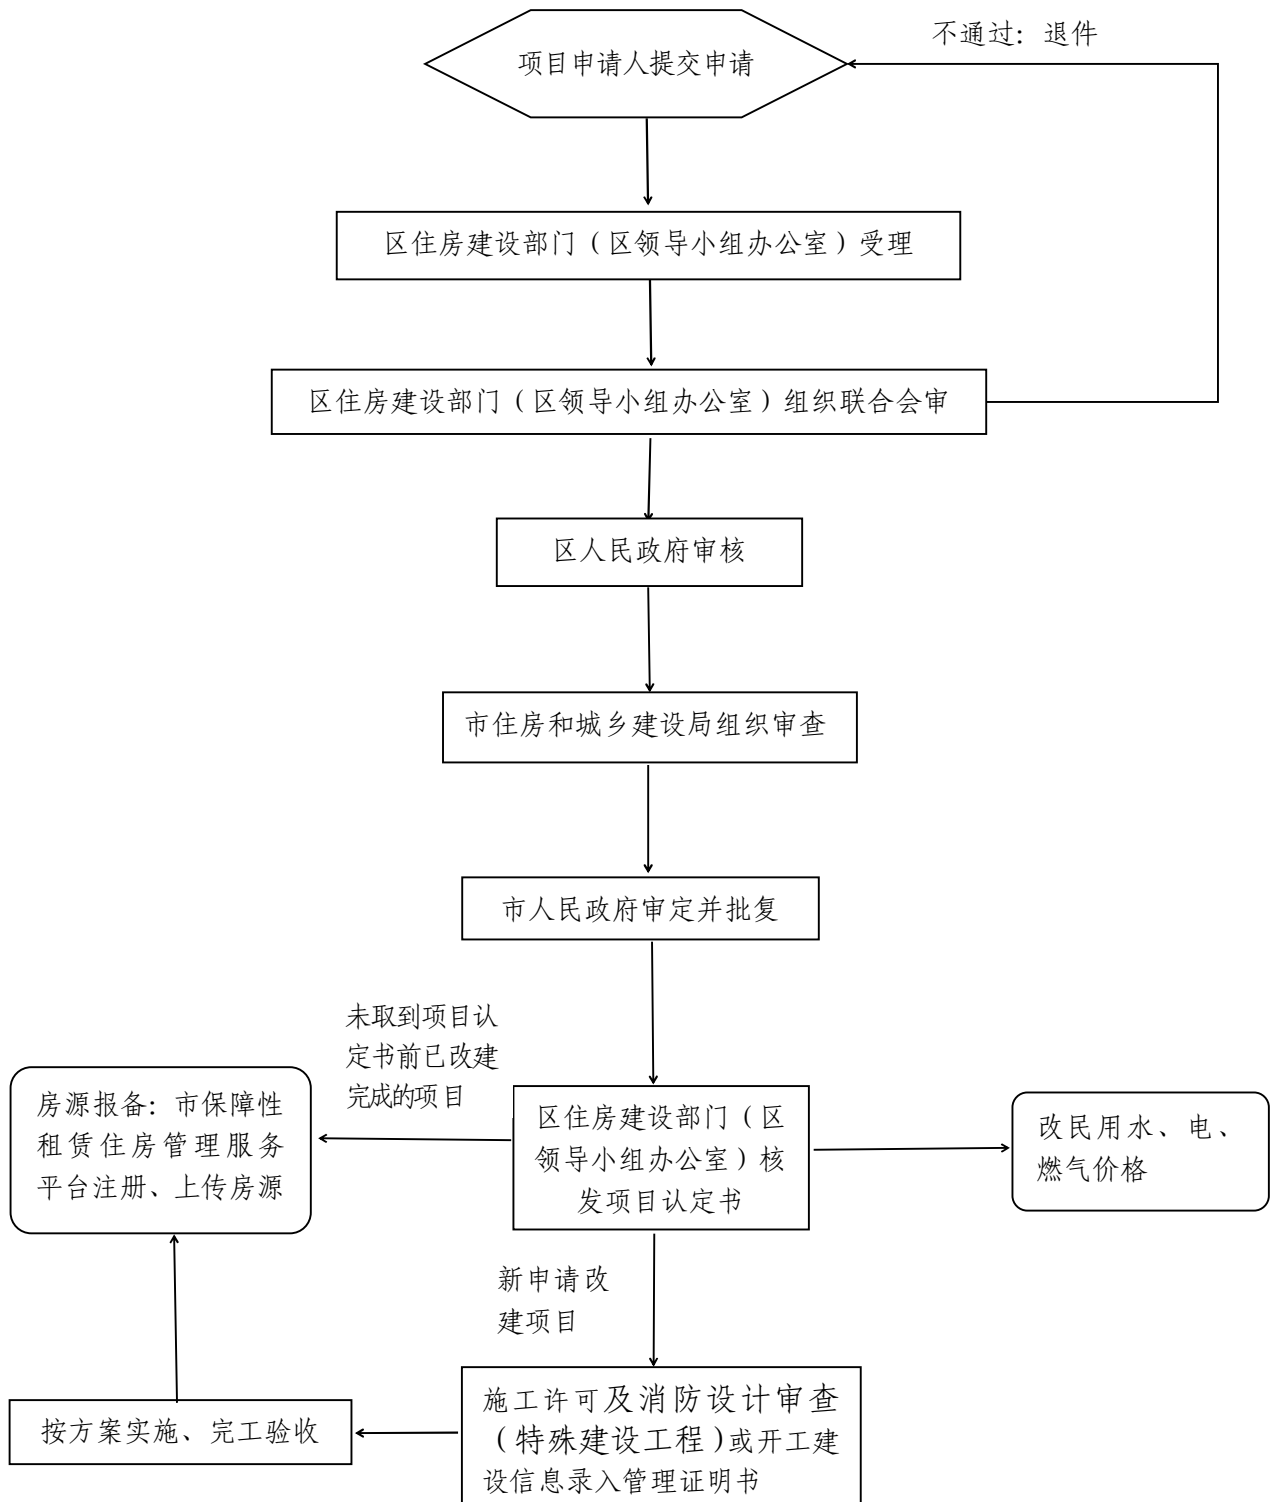 不通过：退件
项目申请人提交申请
区住房建设部门（区领导小组办公室）受理
区住房建设部门（区领导小组办公室）组织联合会审
区人民政府审核
市住房和城乡建设局组织审查
市人民政府审定并批复
未取到项目认
定书前已改建
完成的项目
房源报备：市保障性
租赁住房管理服务
平台注册、上传房源
区住房建设部门（区
领导小组办公室）核
发项目认定书
改民用水、电、
燃气价格
新申请改
建项目
施工许可及消防设计审查
（特殊建设工程）或开工建
设信息录入管理证明书
按方案实施、完工验收